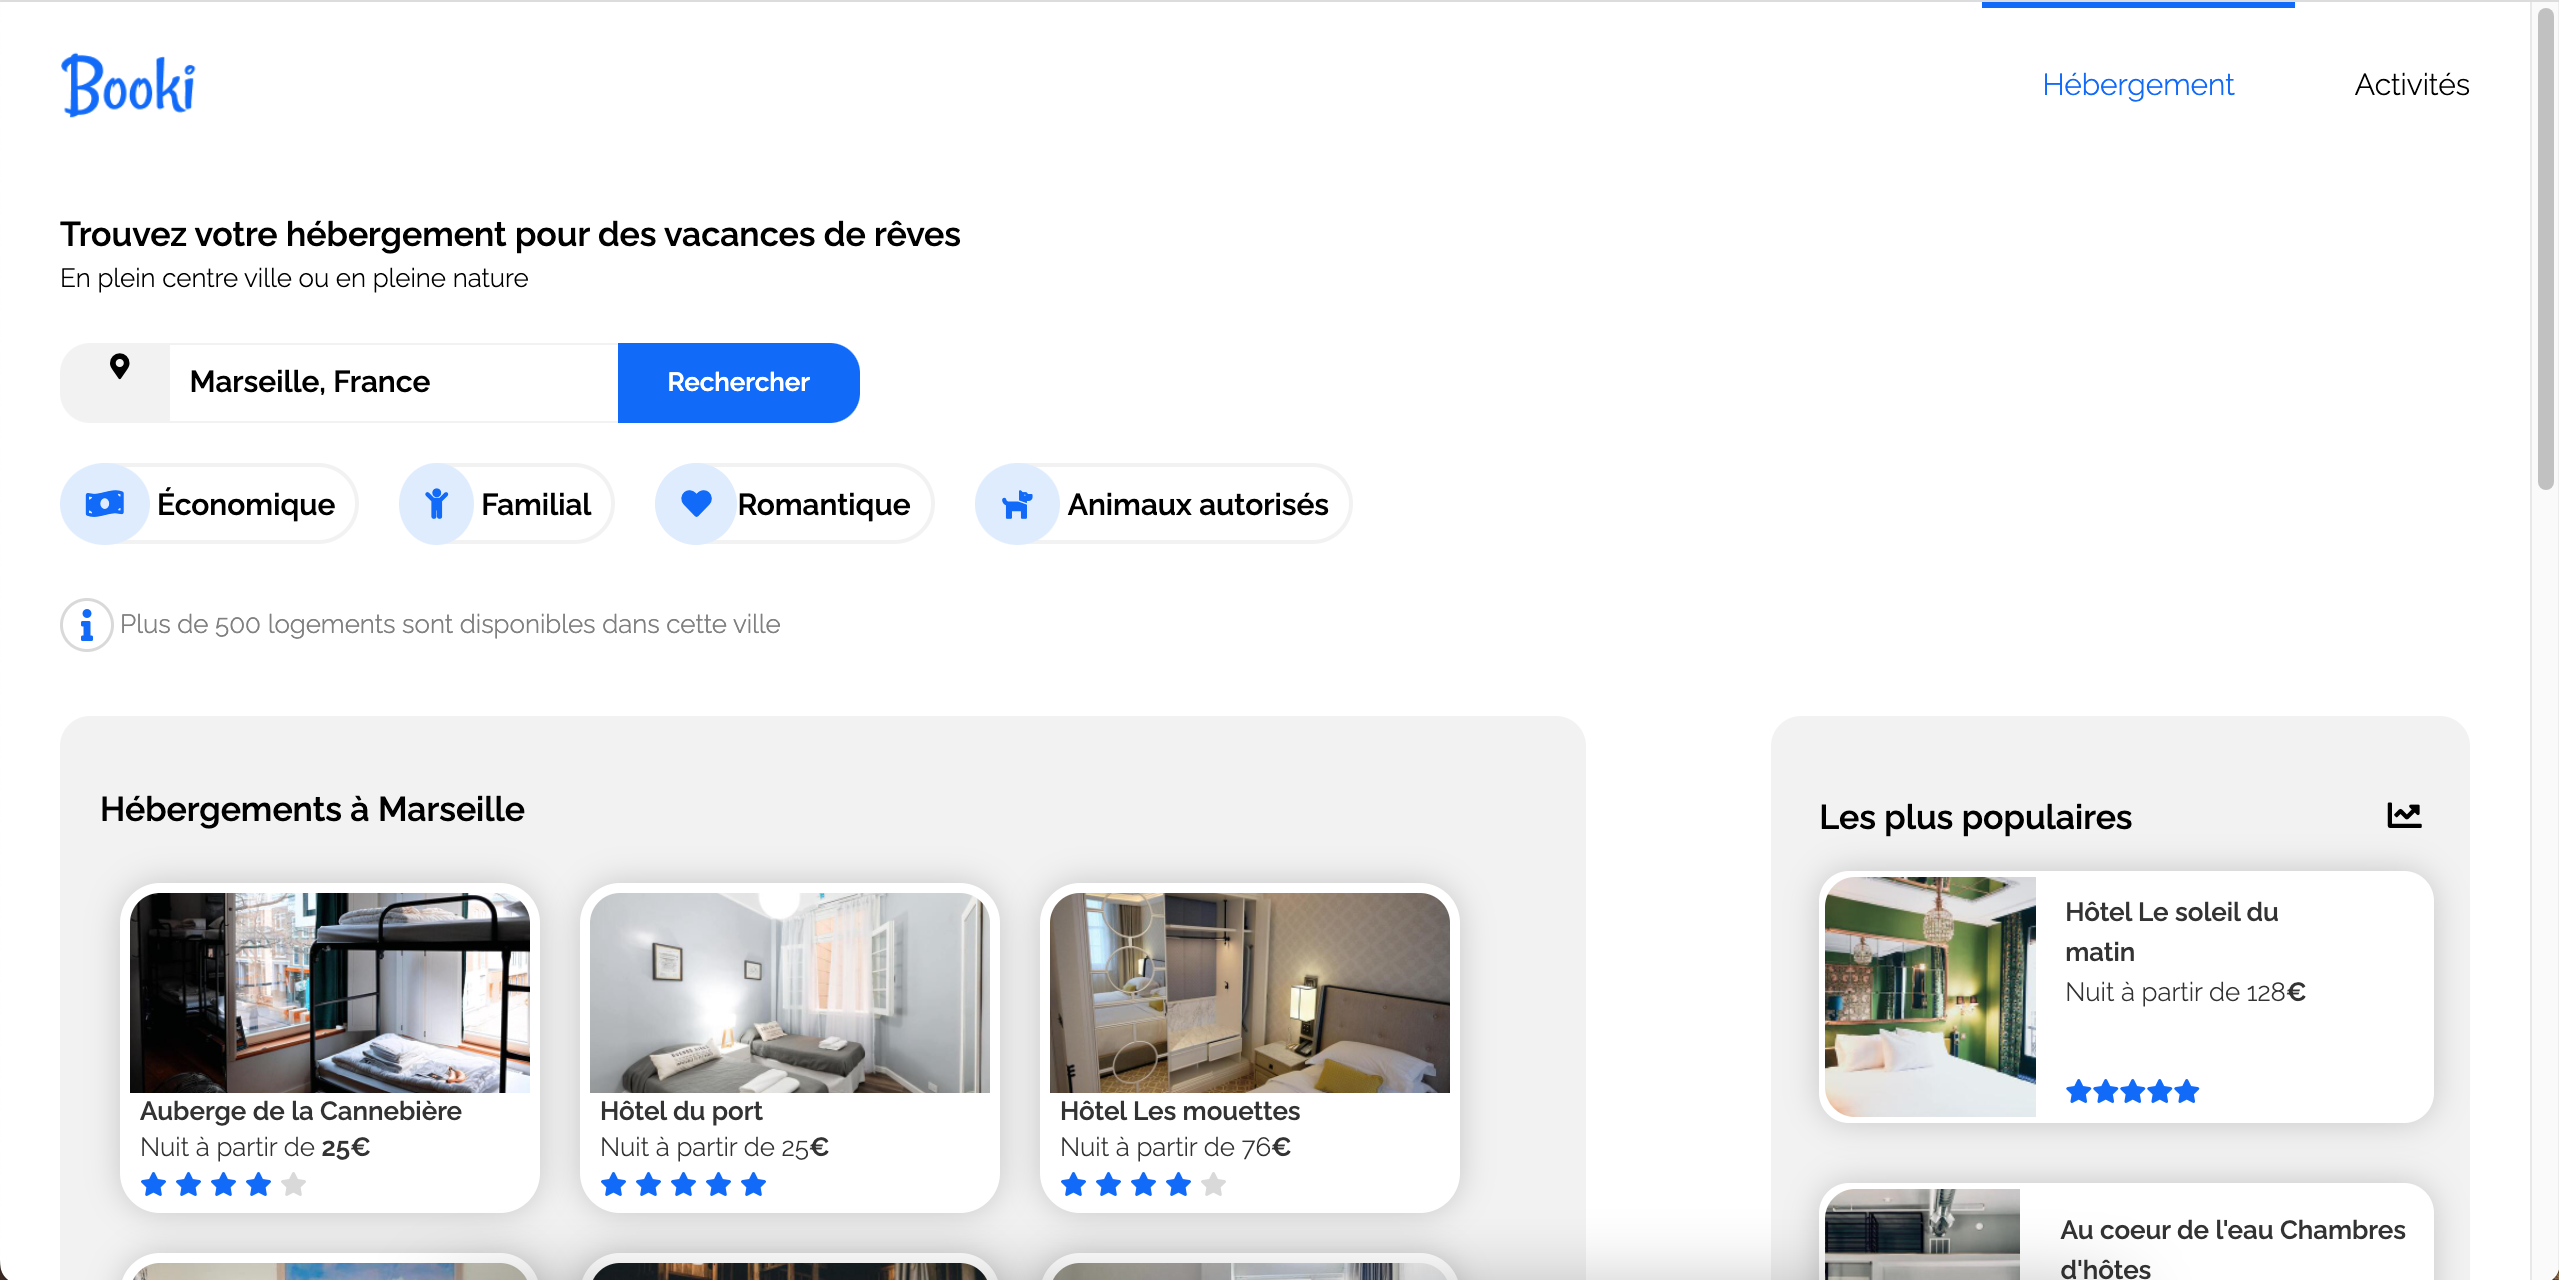 Booki
Hébergement
Activités
Trouvez votre hébergement pour des vacances de rêves
En plein centre ville ou en pleine nature
Marseille, France
Rechercher
Économique
Familial
Romantique
Animaux autorisés
Plus de 500 logements sont disponibles dans cette ville
Hébergements à Marseille
Auberge de la Cannebière
Nuit à partir de 25€
Hôtel du port
Nuit à partir de 25€
Hôtel Les mouettes
Nuit à partir de 76€
Les plus populaires
Hôtel Le soleil du
matin
Nuit à partir de 128€
Au coeur de l'eau Chambres
d'hôtes